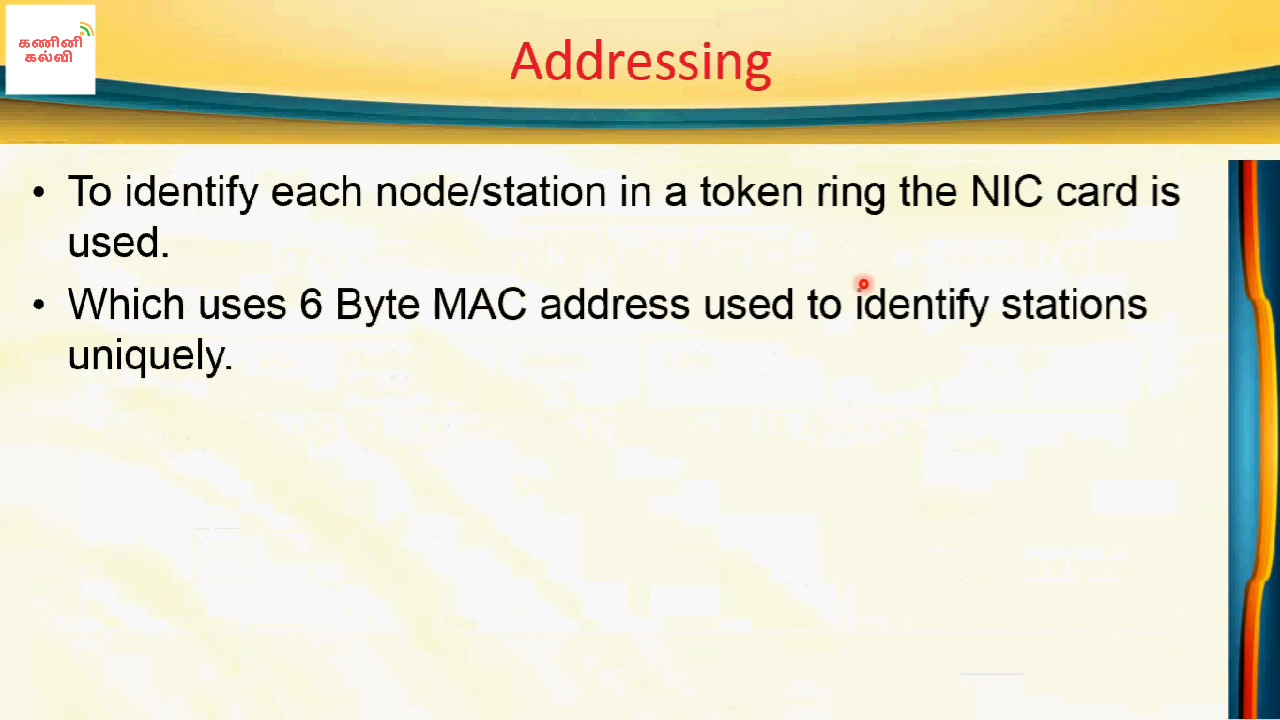 கணினி
கல்வி
Addressing
• To identify each node/station in a token ring the NIC card is
used.
• Which uses 6 Byte MAC address used to identify stations
uniquely.